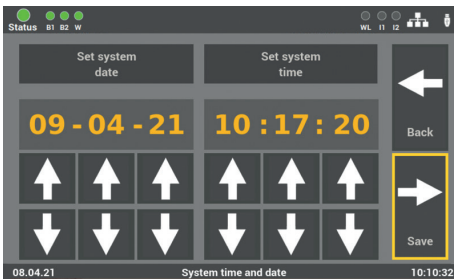 Status B1 B2 W WL I1 I2
Set system
date
Set system
time
09 - 04 - 21
10 : 17 : 20
Back
Save
08.04.21 System time and date 10:10:32